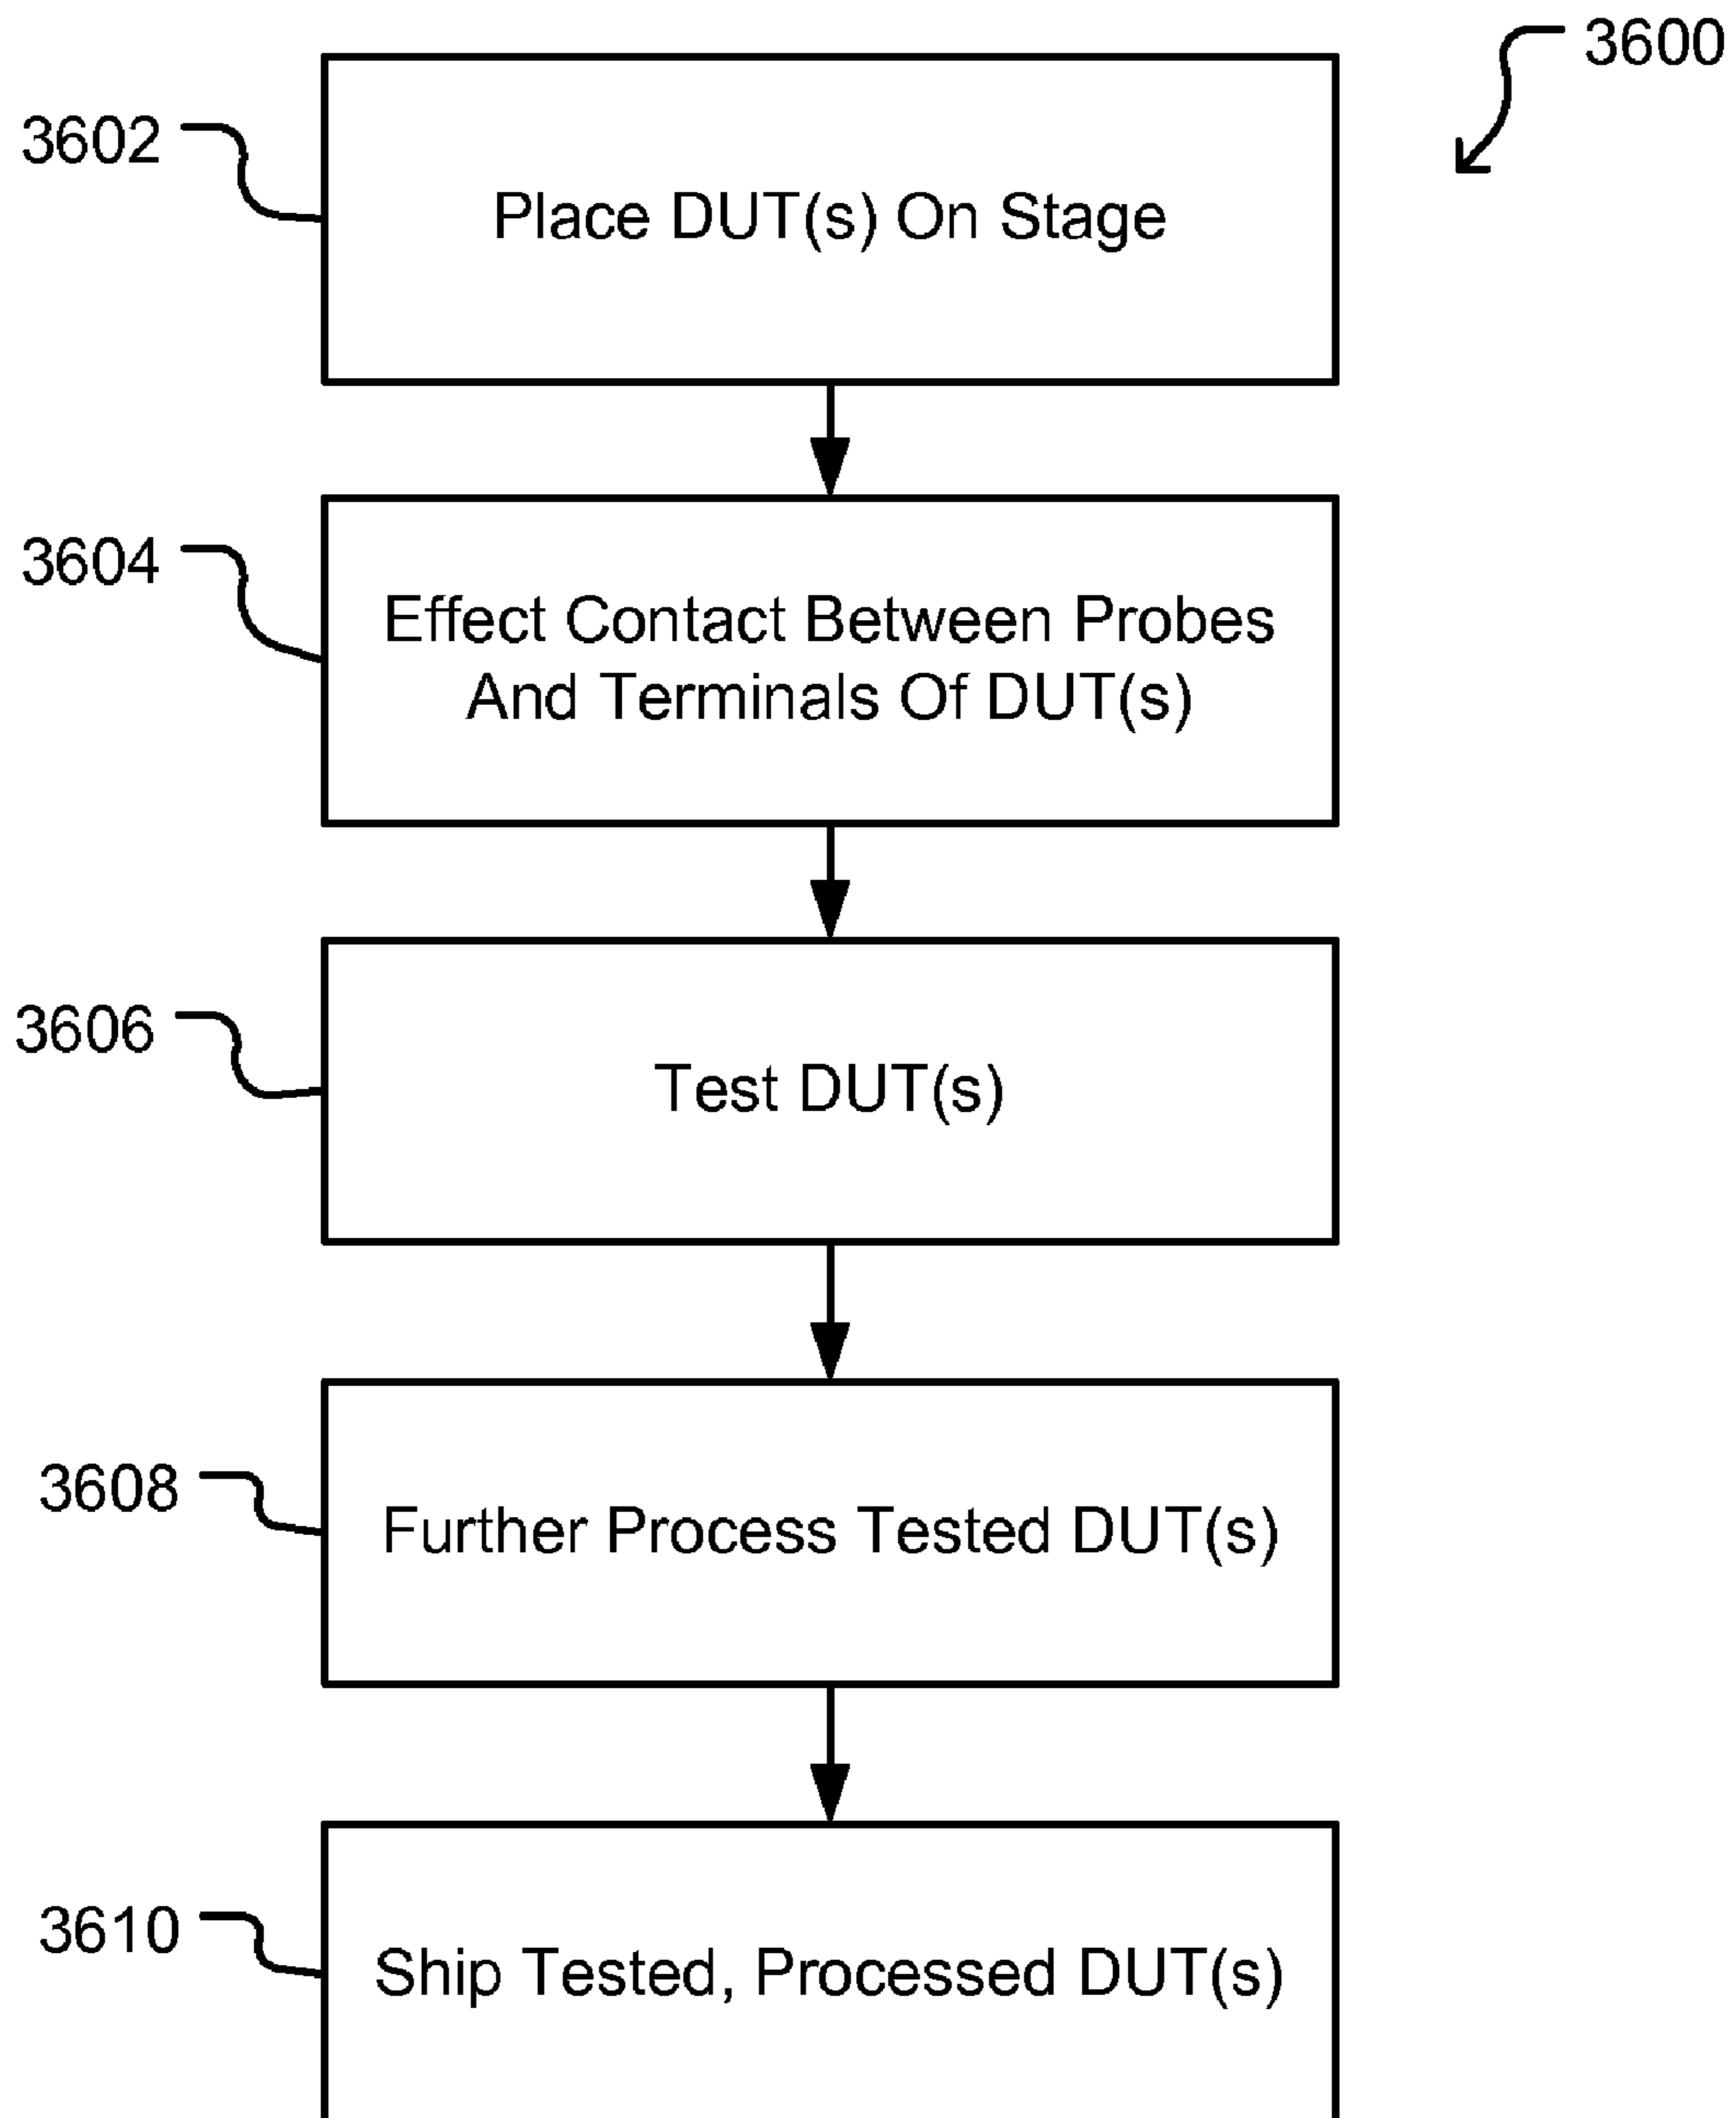 3600
3602
Place DUT(s) On Stage
3604
Effect Contact Between Probes
And Terminals Of DUT(s)
3606
Test DUT(s)
3608
Further Process Tested DUT(s)
3610
Ship Tested, Processed DUT(s)